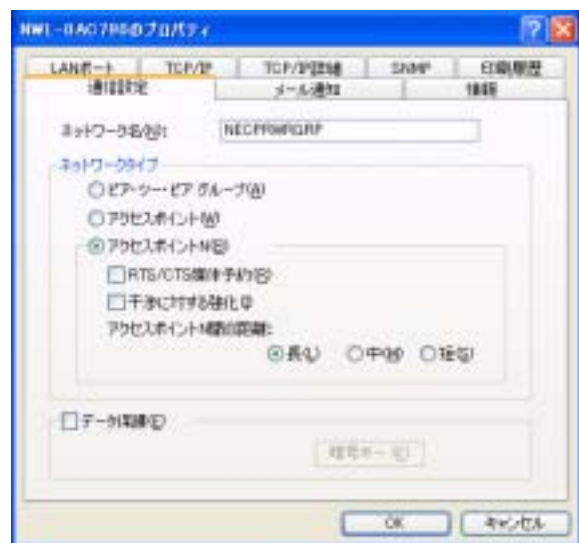 NWL-のプロパティ
LANポート TCP/IP TCP/IP詳細 SNMP 印刷履歴
通信設定 メール通知 情報
ネットワーク名(N): NECPRWRGRP
ネットワークタイプ
ピア・ツー・ピア グループ(A)
アクセスポイント(W)
アクセスポイントN(B)
RTS/CTS媒体予約(R)
干渉に対する強化(I)
アクセスポイントN間の距離:
長(L) 中(M) 短(S)
データ保護(E)
暗号キー
OK キャンセル